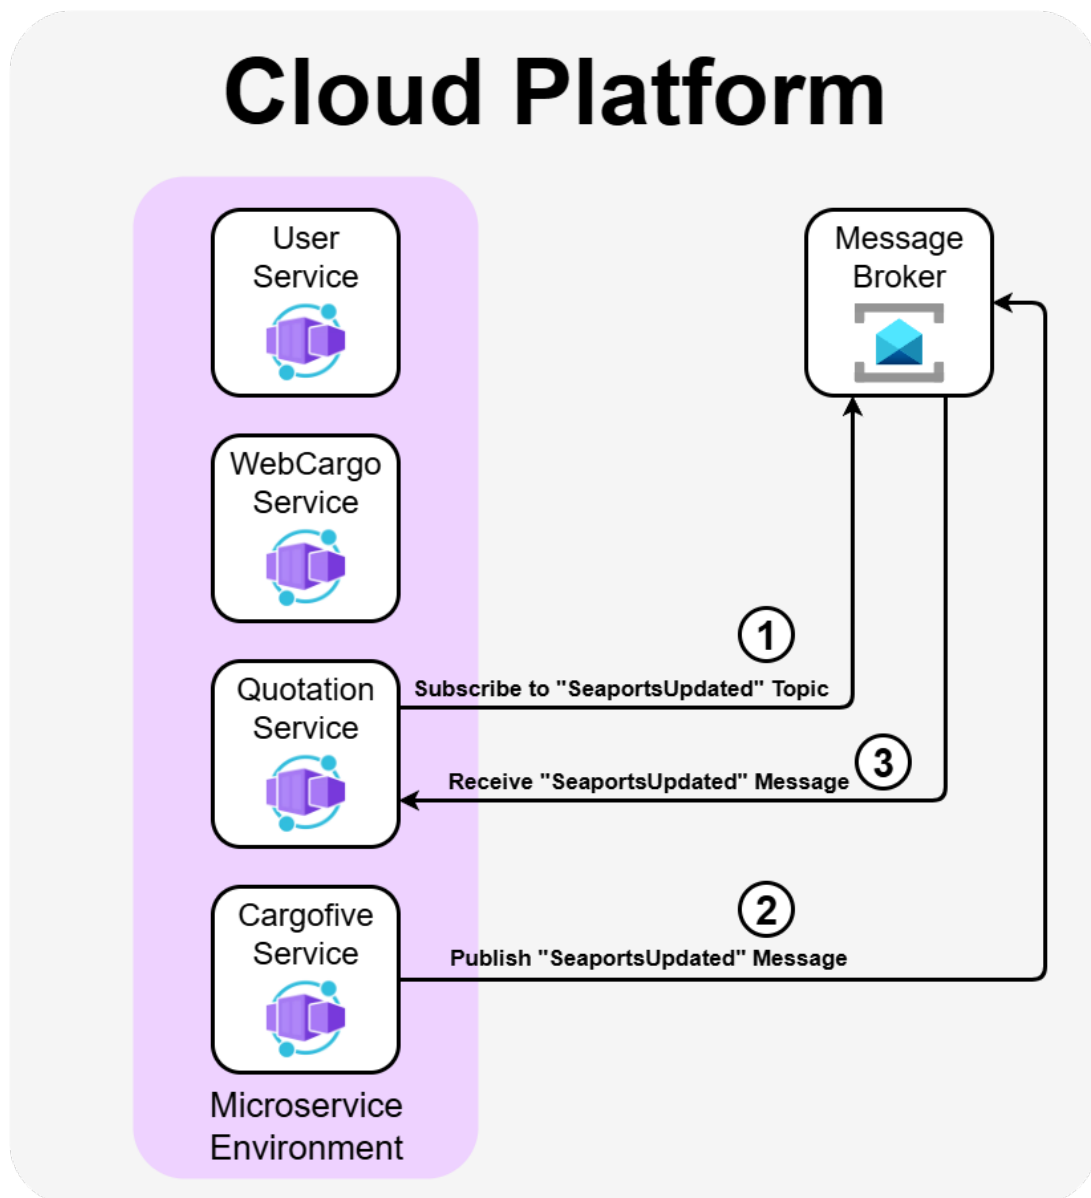 Cloud Platform
User
Service
Message
Broker
WebCargo
Service
1
Quotation
Service
Subscribe to "SeaportsUpdated" Topic
3
Receive "SeaportsUpdated" Message
Cargofive
Service
2
Publish "SeaportsUpdated" Message
Microservice
Environment